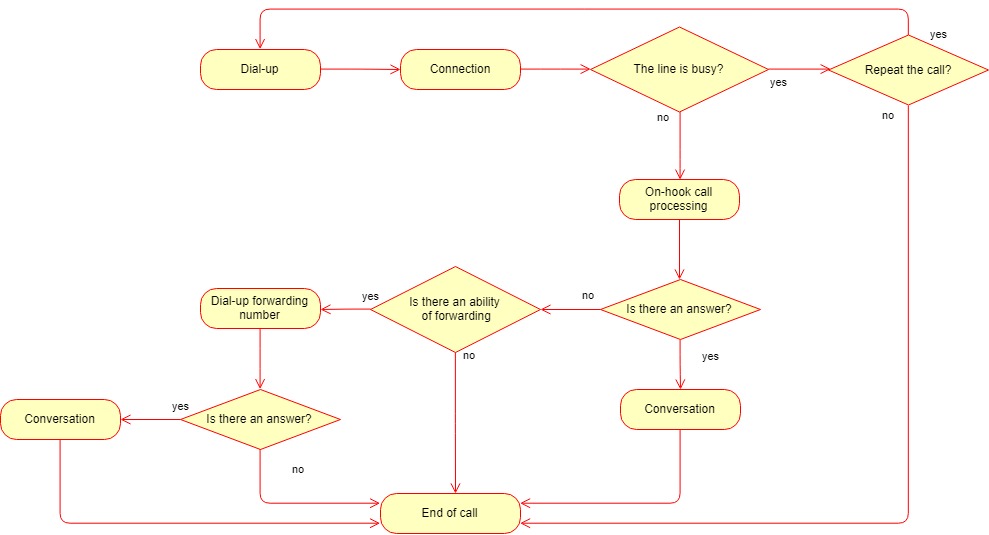 yes
Dial-up
Connection
The line is busy?
Repeat the call?
yes
no
no
On-hook call
processing
yes
no
Dial-up forwarding
number
Is there an ability
of forwarding
Is there an answer?
no
yes
yes
Conversation
Is there an answer?
Conversation
no
End of call